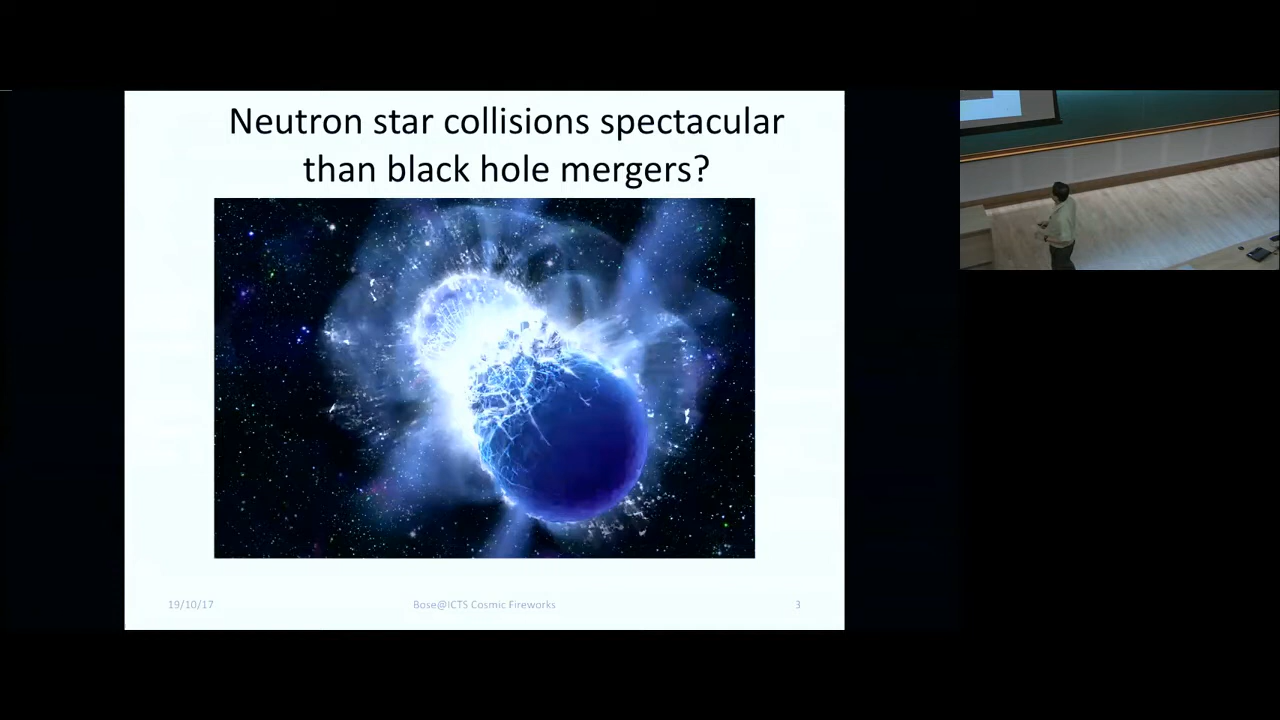 Neutron star collisions spectacular
than black hole mergers?
19/10/17
Bose@ICTS Cosmic Fireworks
3